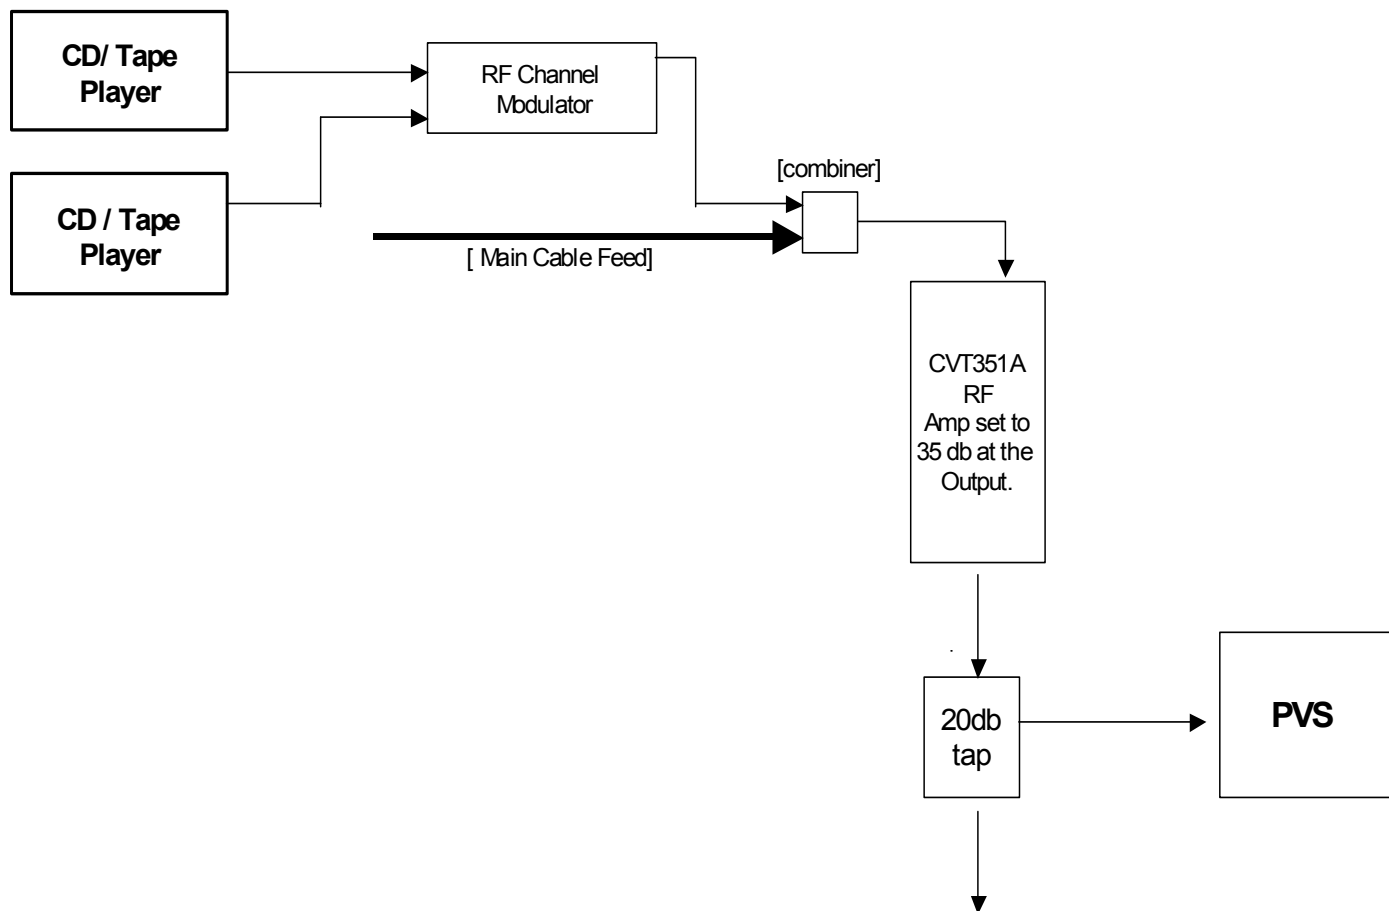 CD/ Tape
Player
RF Channel
Modulator
[combiner]
CD / Tape
Player
[ Main Cable Feed]
CVT351A
RF
Amp set to
35 db at the
Output.
20db
tap
PVS